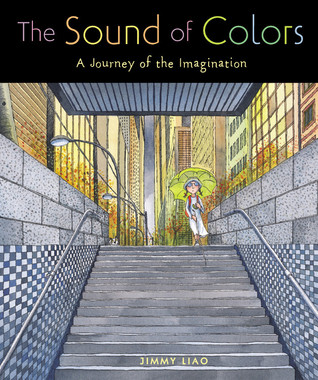 The Sound of Colors
A Journey of the Imagination
JIMMY LIAO